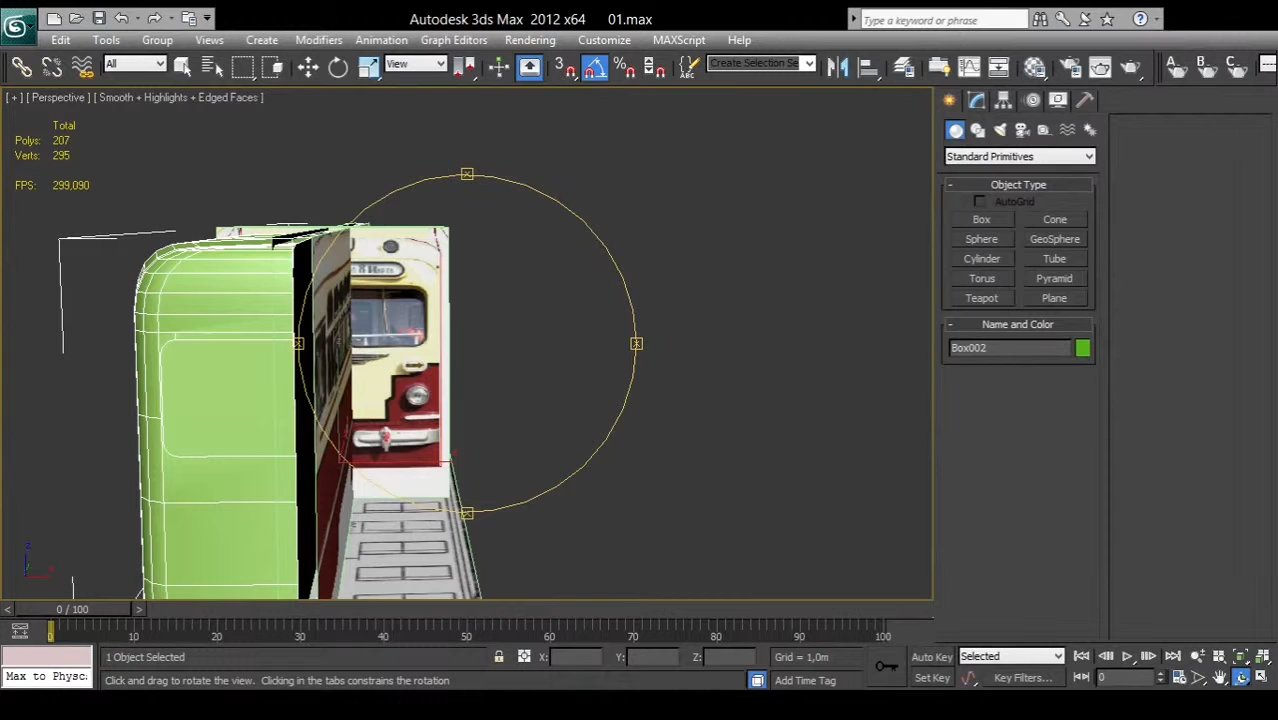 Autodesk 3ds Max 2012 x64 01.max
Type a keyword or phrase
Edit Tools Group Views Create Modifiers Animation Graph Editors Rendering Customize MAXScript Help
All
View
3
Create Selection Se
ABC
A... B... C...
[ + ] [ Perspective ] [ Smooth + Highlights + Edged Faces ]
Total
Polys: 207
Verts: 295
FPS: 299,090
Standard Primitives
- Object Type
AutoGrid
Box Cone
Sphere GeoSphere
Cylinder Tube
Torus Pyramid
Teapot Plane
- Name and Color
Box002
< 0 / 100 >
0 10 20 30 40 50 60 70 80 90 100
1 Object Selected
X: Y: Z:
Grid = 1,0m
Auto Key
Selected
Max to Physc
Click and drag to rotate the view. Clicking in the tabs constrains the rotation
Add Time Tag
Set Key
Key Filters...
0